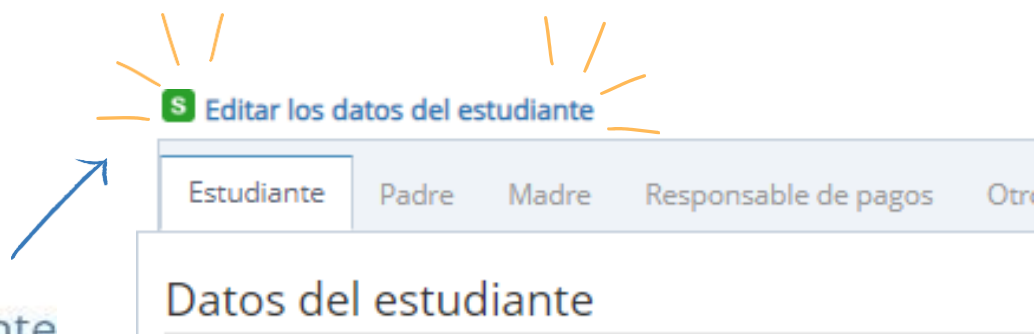 S Editar los datos del estudiante
Estudiante Padre Madre Responsable de pagos
Datos del estudiante